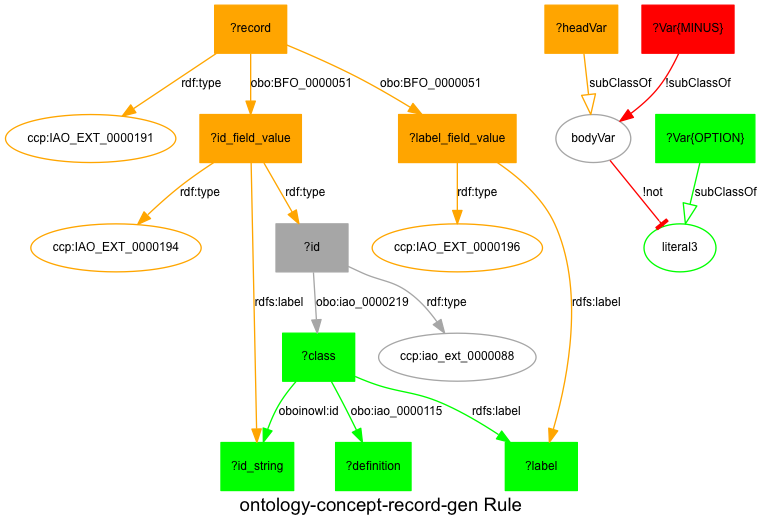 ?record
?headVar
?Var{MINUS}
rdf:type
obo:BFO_0000051
obo:BFO_0000051
subClassOf
!subClassOf
ccp:IAO_EXT_0000191
?id_field_value
?label_field_value
bodyVar
?Var{OPTION}
rdf:type
rdf:type
rdf:type
!not
subClassOf
ccp:IAO_EXT_0000194
?id
ccp:IAO_EXT_0000196
literal3
rdfs:label
obo:iao_0000219
rdf:type
rdfs:label
?class
ccp:iao_ext_0000088
oboinowl:id
obo:iao_0000115
rdfs:label
?id_string
?definition
?label
ontology-concept-record-gen Rule